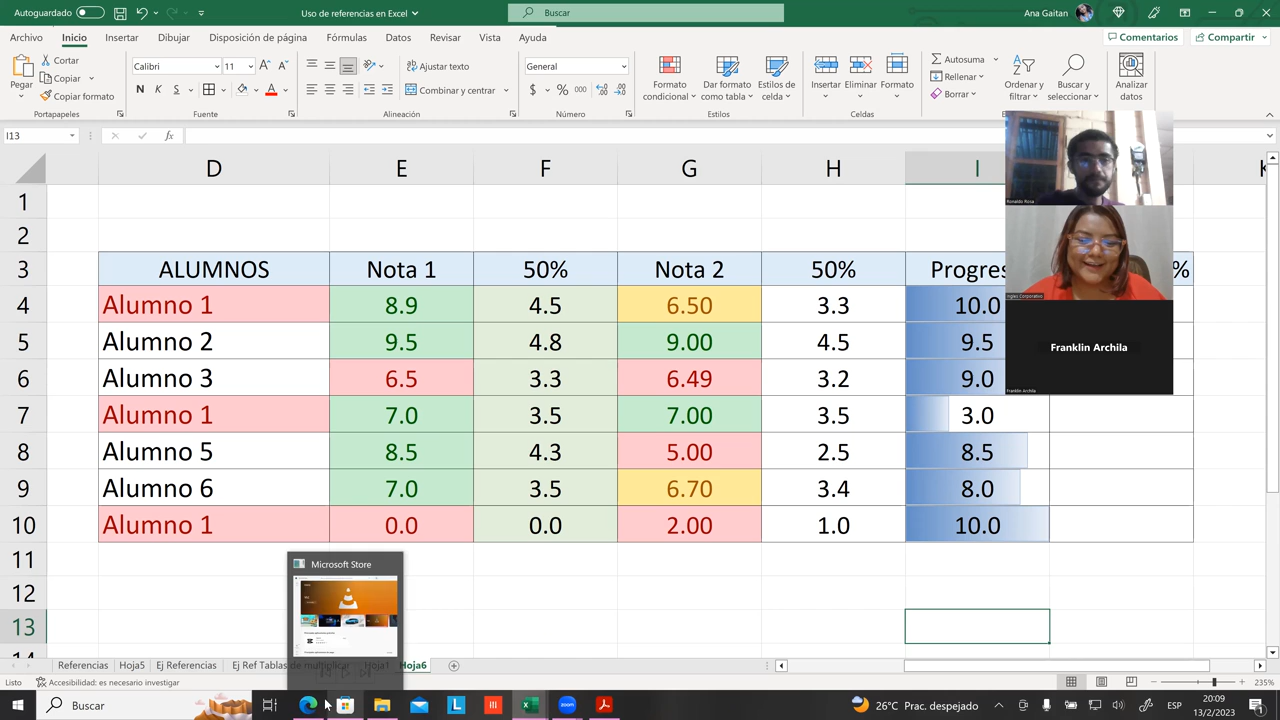 Autoguardado
Uso de referencias en Excel
Buscar
Ana Gaitan
Archivo Inicio Insertar Dibujar Disposición de página Fórmulas Datos Revisar Vista Ayuda
Comentarios Compartir
Pegar
Cortar
Copiar
Copiar formato
Portapapeles
Calibri 11
N K S
Fuente
Ajustar texto
Combinar y centrar
Alineación
General
$ % 000
Número
Formato condicional
Dar formato como tabla
Estilos de celda
Estilos
Insertar Eliminar Formato
Celdas
Autosuma
Rellenar
Borrar
Ordenar y filtrar
Buscar y seleccionar
Analizar datos
I13
fx
D E F G H I
1
2
3 ALUMNOS Nota 1 50% Nota 2 50% Progres %
4 Alumno 1 8.9 4.5 6.50 3.3 10.0
5 Alumno 2 9.5 4.8 9.00 4.5 9.5
6 Alumno 3 6.5 3.3 6.49 3.2 9.0
7 Alumno 1 7.0 3.5 7.00 3.5 3.0
8 Alumno 5 8.5 4.3 5.00 2.5 8.5
9 Alumno 6 7.0 3.5 6.70 3.4 8.0
10 Alumno 1 0.0 0.0 2.00 1.0 10.0
11
12
13
Ronaldo Rosa
Ingles Corporativo
Franklin Archila
Franklin Archila
Microsoft Store
Referencias Hoja5 Ej Referencias Ej Ref Tablas de multiplicar Hoja1 Hoja6
Listo
Accesibilidad: es necesario investigar
235%
Buscar
zoom
26°C Prac. despejado
20:09
13/2/2023